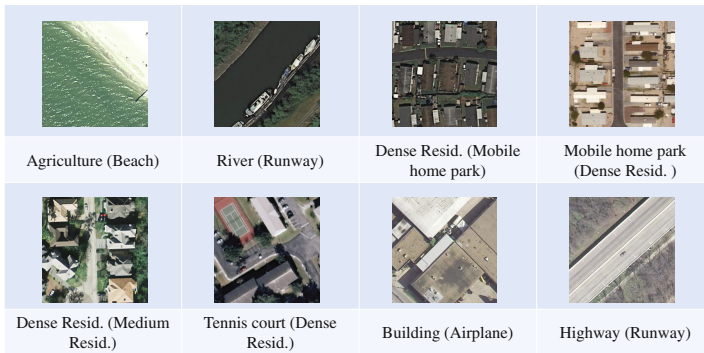 Agriculture (Beach)
River (Runway)
Dense Resid. (Mobile
home park)
Mobile home park
(Dense Resid. )
Dense Resid. (Medium
Resid.)
Tennis court (Dense
Resid.)
Building (Airplane)
Highway (Runway)